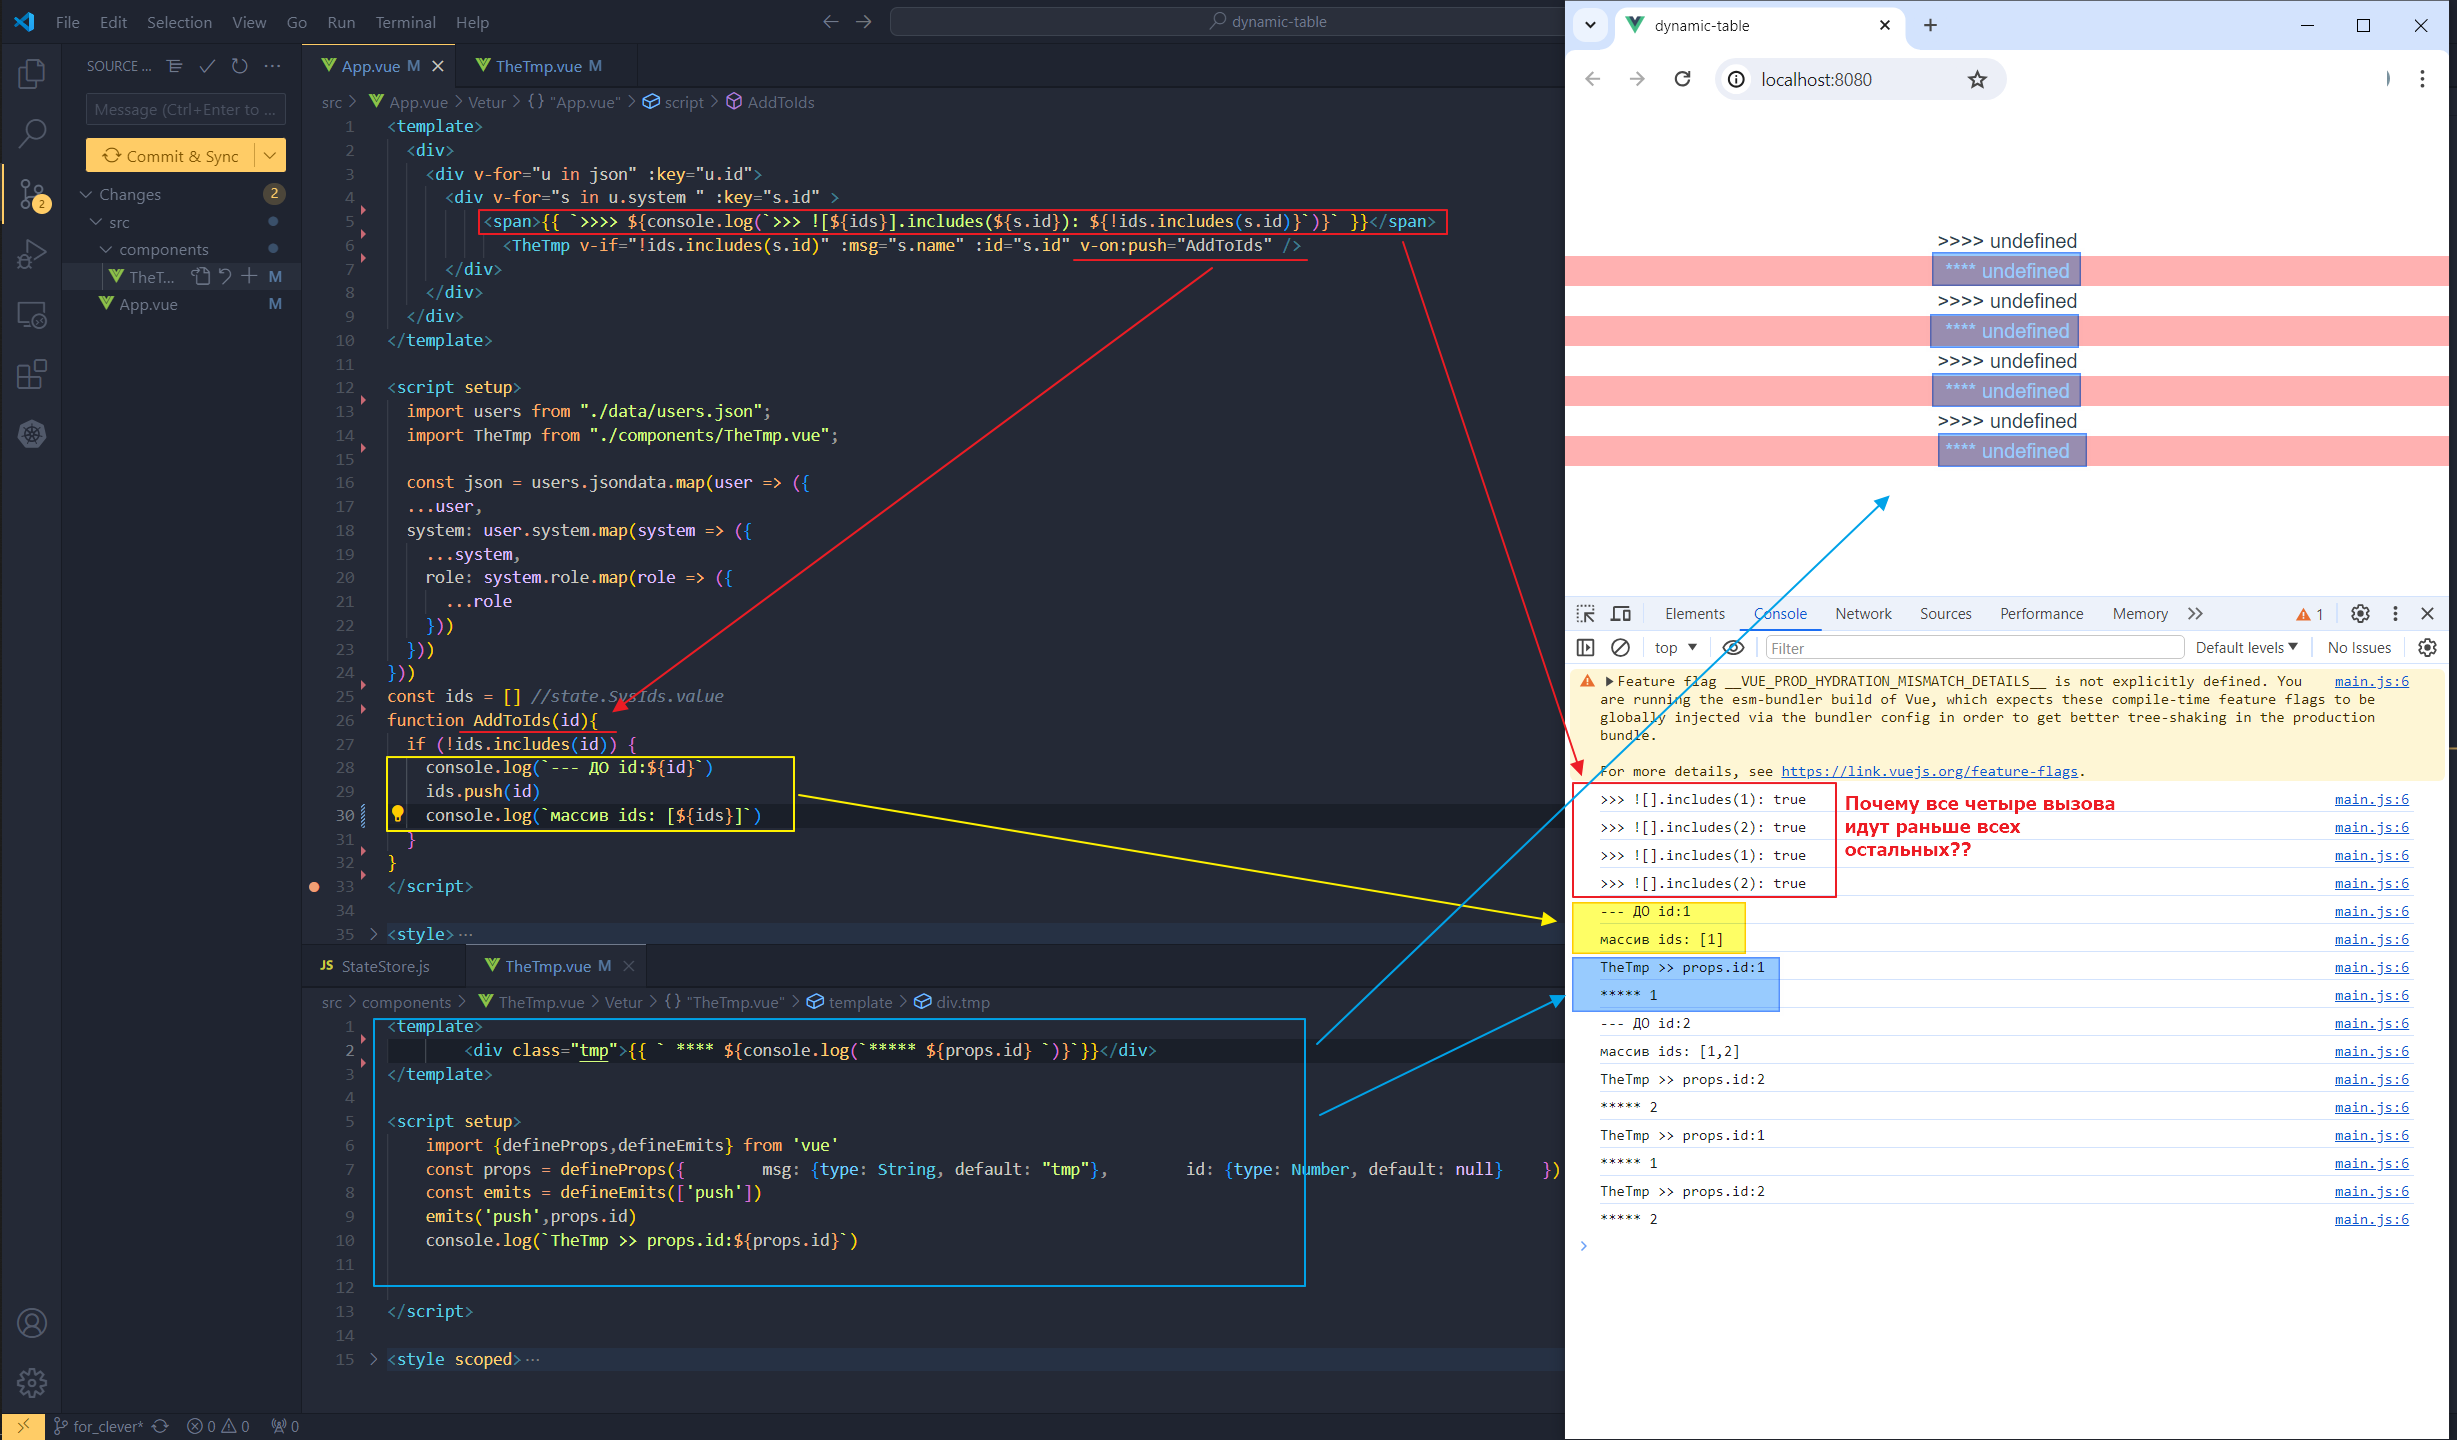 File Edit Selection View Go Run Terminal Help
dynamic-table
SOURCE ...
Message (Ctrl+Enter to ...
Commit & Sync
Changes 2
src
components
TheT... M
App.vue M
2
App.vue M
TheTmp.vue M
src > App.vue > Vetur > {} "App.vue" > script > AddToIds
1 <template>
2 <div>
3 <div v-for="u in json" :key="u.id">
4 <div v-for="s in u.system " :key="s.id" >
5 <span>{{ `>>>> ${console.log(`>>> ![${ids}].includes(${s.id}): ${!ids.includes(s.id)}`)}` }}</span>
6 <TheTmp v-if="!ids.includes(s.id)" :msg="s.name" :id="s.id" v-on:push="AddToIds" />
7 </div>
8 </div>
9 </div>
10 </template>
11
12 <script setup>
13 import users from "./data/users.json";
14 import TheTmp from "./components/TheTmp.vue";
15
16 const json = users.jsondata.map(user => ({
17 ...user,
18 system: user.system.map(system => ({
19 ...system,
20 role: system.role.map(role => ({
21 ...role
22 }))
23 }))
24 }))
25 const ids = [] //state.SysIds.value
26 function AddToIds(id){
27 if (!ids.includes(id)) {
28 console.log(`--- ДО id:${id}`)
29 ids.push(id)
30 console.log(`массив ids: [${ids}]`)
31 }
32 }
33 </script>
34
35 <style>...
JS StateStore.js
TheTmp.vue M
src > components > TheTmp.vue > Vetur > {} "TheTmp.vue" > template > div.tmp
1 <template>
2 <div class="tmp">{{ ` **** ${console.log(`***** ${props.id} `)}`}}</div>
3 </template>
4
5 <script setup>
6 import {defineProps,defineEmits} from 'vue'
7 const props = defineProps({ msg: {type: String, default: "tmp"}, id: {type: Number, default: null} })
8 const emits = defineEmits(['push'])
9 emits('push',props.id)
10 console.log(`TheTmp >> props.id:${props.id}`)
11
12
13 </script>
14
15 <style scoped>...
for_clever* 0 0 0
dynamic-table
localhost:8080
>>>> undefined
**** undefined
>>>> undefined
**** undefined
>>>> undefined
**** undefined
>>>> undefined
**** undefined
Elements Console Network Sources Performance Memory 1
top Filter Default levels No Issues
Feature flag __VUE_PROD_HYDRATION_MISMATCH_DETAILS__ is not explicitly defined. You main.js:6
are running the esm-bundler build of Vue, which expects these compile-time feature flags to be
globally injected via the bundler config in order to get better tree-shaking in the production
bundle.
For more details, see https://link.vuejs.org/feature-flags.
>>> ![].includes(1): true main.js:6
>>> ![].includes(2): true main.js:6
>>> ![].includes(1): true main.js:6
>>> ![].includes(2): true main.js:6
Почему все четыре вызова
идут раньше всех
остальных??
--- ДО id:1 main.js:6
массив ids: [1] main.js:6
TheTmp >> props.id:1 main.js:6
***** 1 main.js:6
--- ДО id:2 main.js:6
массив ids: [1,2] main.js:6
TheTmp >> props.id:2 main.js:6
***** 2 main.js:6
TheTmp >> props.id:1 main.js:6
***** 1 main.js:6
TheTmp >> props.id:2 main.js:6
***** 2 main.js:6